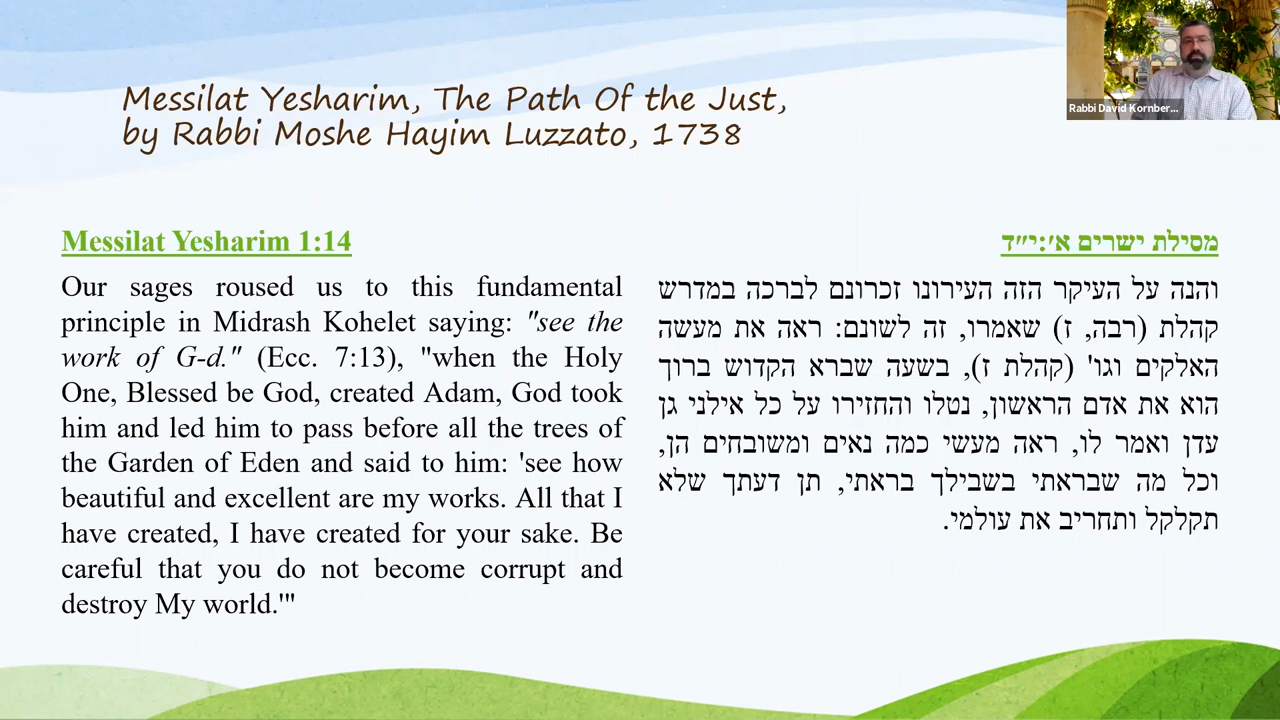 Rabbi David Kornber...
Messilat Yesharim, The Path Of the Just,
by Rabbi Moshe Hayim Luzzato, 1738
Messilat Yesharim 1:14
Our sages roused us to this fundamental
principle in Midrash Kohelet saying: "see the
work of G-d." (Ecc. 7:13), "when the Holy
One, Blessed be God, created Adam, God took
him and led him to pass before all the trees of
the Garden of Eden and said to him: 'see how
beautiful and excellent are my works. All that I
have created, I have created for your sake. Be
careful that you do not become corrupt and
destroy My world.'"
מסילת ישרים א׳:י״ד
והנה על העיקר הזה העירונו זכרונם לברכה במדרש
קהלת (רבה, ז) שאמרו, זה לשונם: ראה את מעשה
האלקים וגו' (קהלת ז), בשעה שברא הקדוש ברוך
הוא את אדם הראשון, נטלו והחזירו על כל אילני גן
עדן ואמר לו, ראה מעשי כמה נאים ומשובחים הן,
וכל מה שבראתי בשבילך בראתי, תן דעתך שלא
תקלקל ותחריב את עולמי.